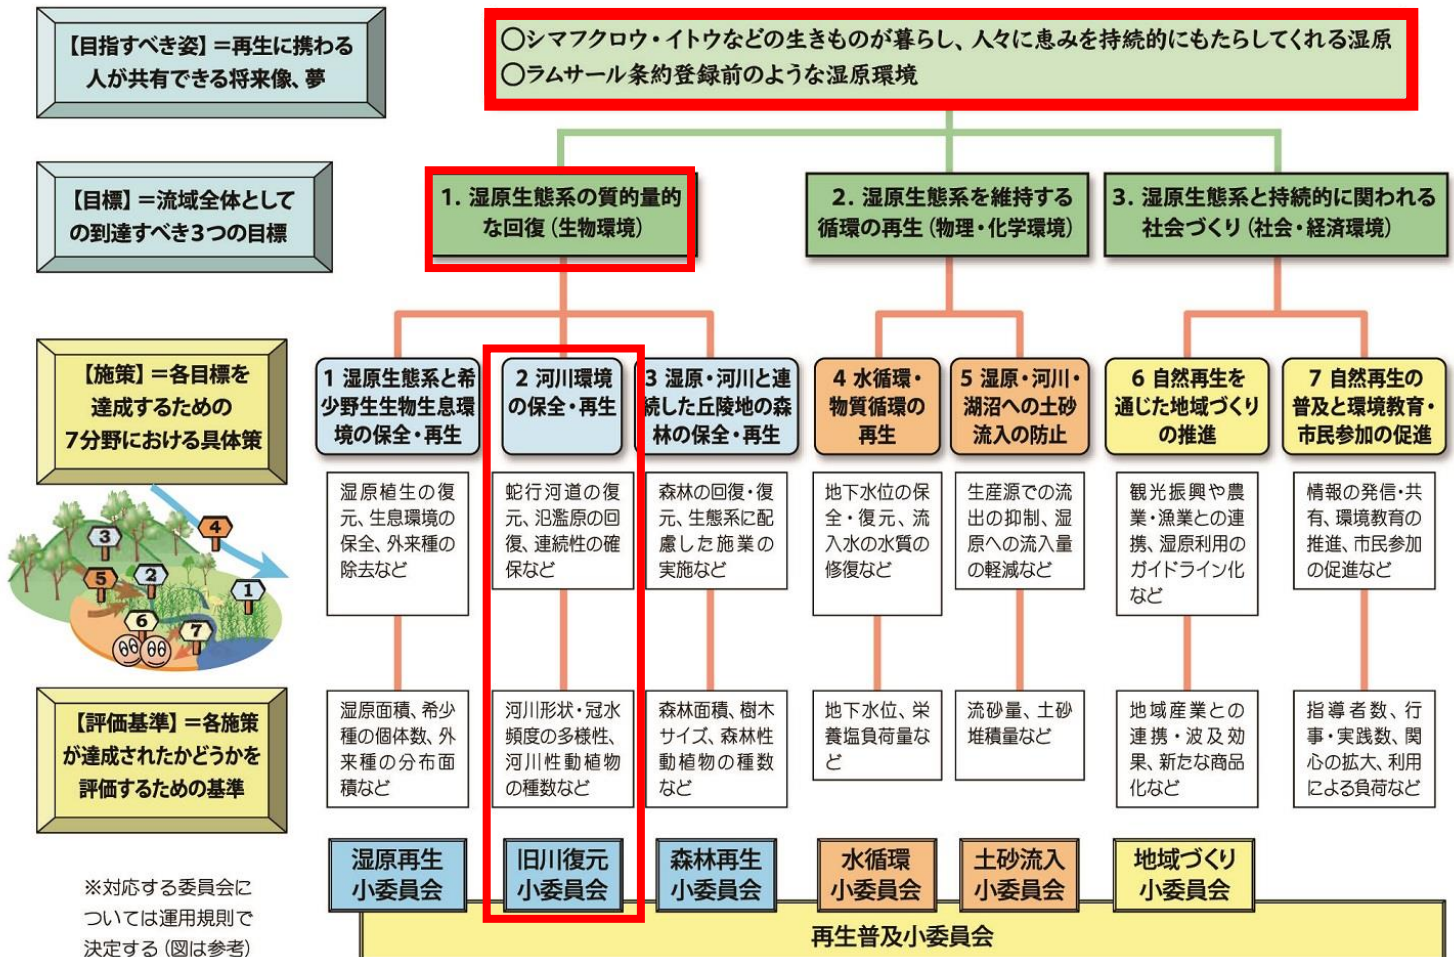 【目指すべき姿】＝再生に携わる
人が共有できる将来像、夢
○シマフクロウ・イトウなどの生きものが暮らし、人々に恵みを持続的にもたらしてくれる湿原
○ラムサール条約登録前のような湿原環境
【目標】＝流域全体として
の到達すべき3つの目標
1. 湿原生態系の質的量的
な回復（生物環境）
2. 湿原生態系を維持する
循環の再生（物理・化学環境）
3. 湿原生態系と持続的に関われる
社会づくり（社会・経済環境）
【施策】＝各目標を
達成するための
7分野における具体策
1 湿原生態系と希
少野生生物生息環
境の保全・再生
2 河川環境
の保全・再生
3 湿原・河川と連
続した丘陵地の森
林の保全・再生
4 水循環・
物質循環の
再生
5 湿原・河川・
湖沼への土砂
流入の防止
6 自然再生を
通じた地域づくり
の推進
7 自然再生の
普及と環境教育・
市民参加の促進
湿原植生の復
元、生息環境の
保全、外来種の
除去など
蛇行河道の復
元、氾濫原の回
復、連続性の確
保など
森林の回復・復
元、生態系に配
慮した施業の
実施など
地下水位の保
全・復元、流
入水の水質の
修復など
生産源での流
出の抑制、湿
原への流入量
の軽減など
観光振興や農
業・漁業との連
携、湿原利用の
ガイドライン化
など
情報の発信・共
有、環境教育の
推進、市民参加
の促進など
3
4
5
2
1
6
7
【評価基準】＝各施策
が達成されたかどうかを
評価するための基準
湿原面積、希少
種の個体数、外
来種の分布面
積など
河川形状・冠水
頻度の多様性、
河川性動植物
の種数など
森林面積、樹木
サイズ、森林性
動植物の種数
など
地下水位、栄
養塩負荷量な
ど
流砂量、土砂
堆積量など
地域産業との
連携・波及効
果、新たな商品
化など
指導者数、行
事・実践数、関
心の拡大、利用
による負荷など
湿原再生
小委員会
旧川復元
小委員会
森林再生
小委員会
水循環
小委員会
土砂流入
小委員会
地域づくり
小委員会
再生普及小委員会
※対応する委員会に
ついては運用規則で
決定する（図は参考）